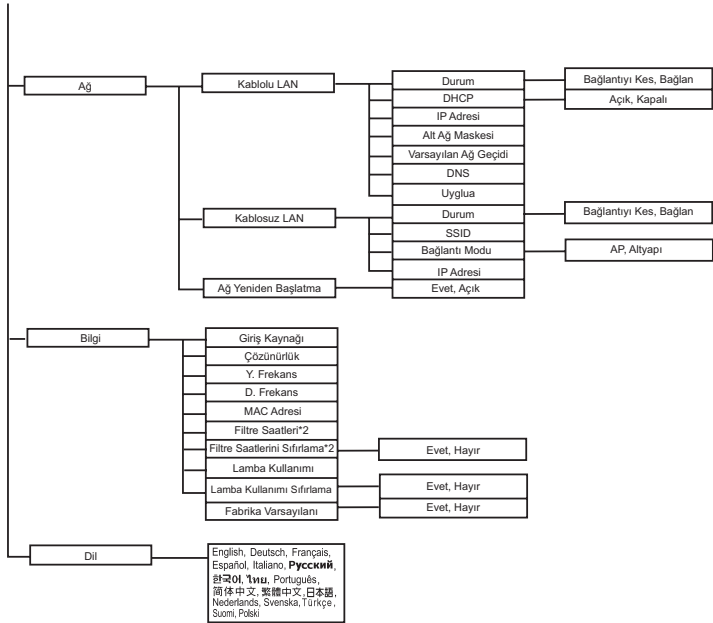 Ağ
Kablolu LAN
Durum
Bağlantıyı Kes, Bağlan
DHCP
Açık, Kapalı
IP Adresi
Alt Ağ Maskesi
Varsayılan Ağ Geçidi
DNS
Uyglua
Kablosuz LAN
Durum
Bağlantıyı Kes, Bağlan
SSID
Bağlantı Modu
AP, Altyapı
IP Adresi
Ağ Yeniden Başlatma
Evet, Açık
Bilgi
Giriş Kaynağı
Çözünürlük
Y. Frekans
D. Frekans
MAC Adresi
Filtre Saatleri*2
Filtre Saatlerini Sıfırlama*2
Evet, Hayır
Lamba Kullanımı
Lamba Kullanımı Sıfırlama
Evet, Hayır
Fabrika Varsayılanı
Evet, Hayır
Dil
English, Deutsch, Français,
Español, Italiano, Русский,
한국어, ไทย, Português,
简体中文, 繁體中文, 日本語,
Nederlands, Svenska, Türkçe,
Suomi, Polski